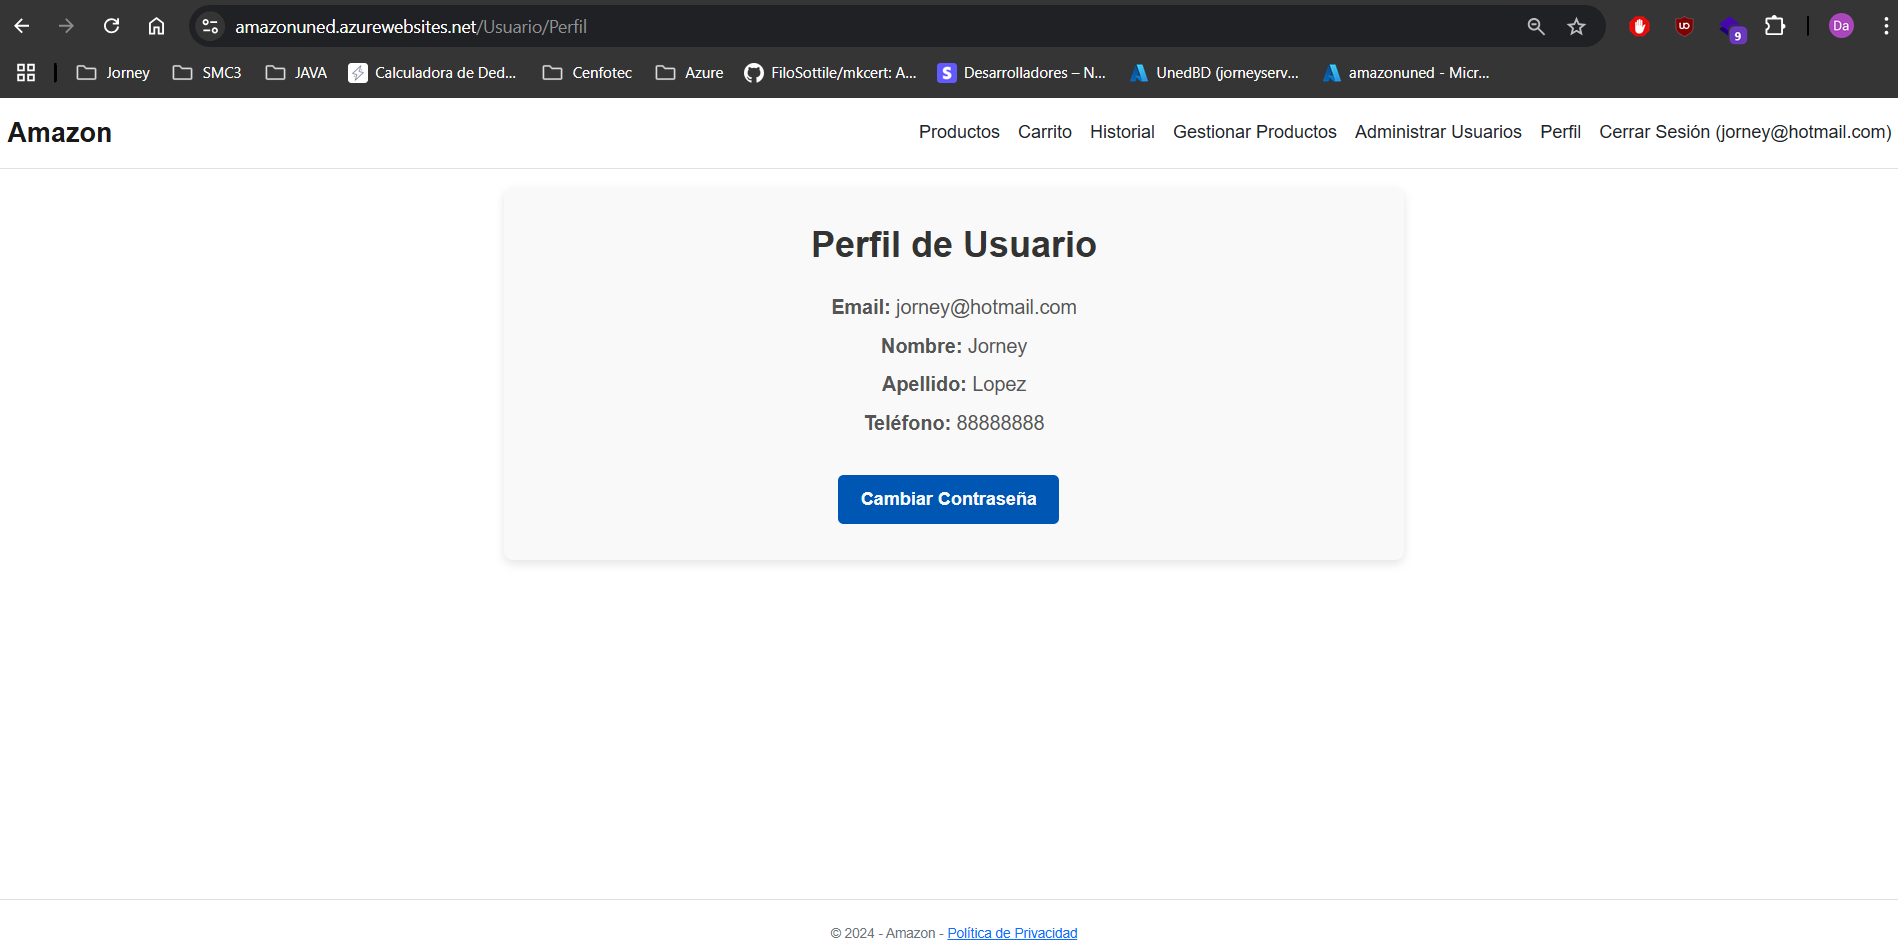 amazonuned.azurewebsites.net/Usuario/Perfil
Da
9
Jorney SMC3 JAVA Calculadora de Ded... Cenfotec Azure FiloSottile/mkcert: A... S Desarrolladores – N... UnedBD (jorneyserv... amazonuned - Micr...
Amazon Productos Carrito Historial Gestionar Productos Administrar Usuarios Perfil Cerrar Sesión (jorney@hotmail.com)
Perfil de Usuario
Email: jorney@hotmail.com
Nombre: Jorney
Apellido: Lopez
Teléfono: 88888888
Cambiar Contraseña
© 2024 - Amazon - Política de Privacidad